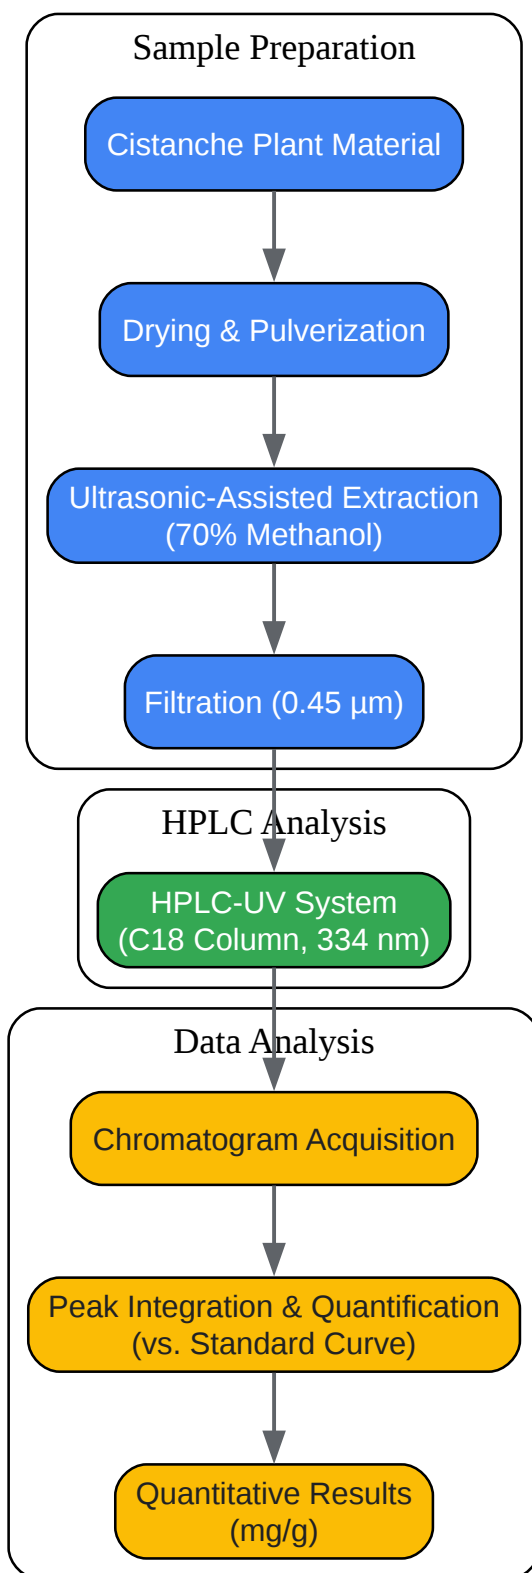 Sample Preparation
Cistanche Plant Material
Drying & Pulverization
Ultrasonic-Assisted Extraction
(70% Methanol)
Filtration (0.45 µm)
HPLC Analysis
HPLC-UV System
(C18 Column, 334 nm)
Data Analysis
Chromatogram Acquisition
Peak Integration & Quantification
(vs. Standard Curve)
Quantitative Results
(mg/g)